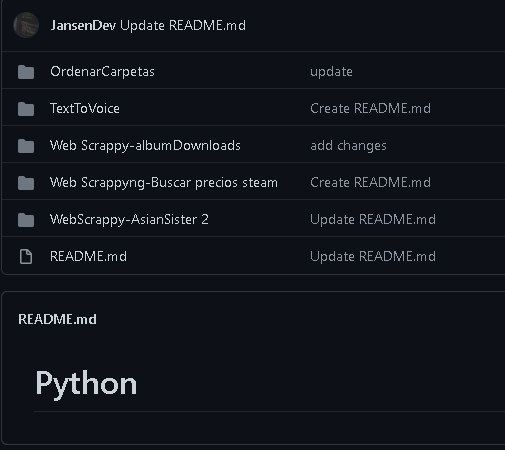 JansenDev Update README.md
OrdenarCarpetas update
TextToVoice Create README.md
Web Scrappy-albumDownloads add changes
Web Scrappyng-Buscar precios steam Create README.md
WebScrappy-AsianSister 2 Update README.md
README.md Update README.md
README.md
Python